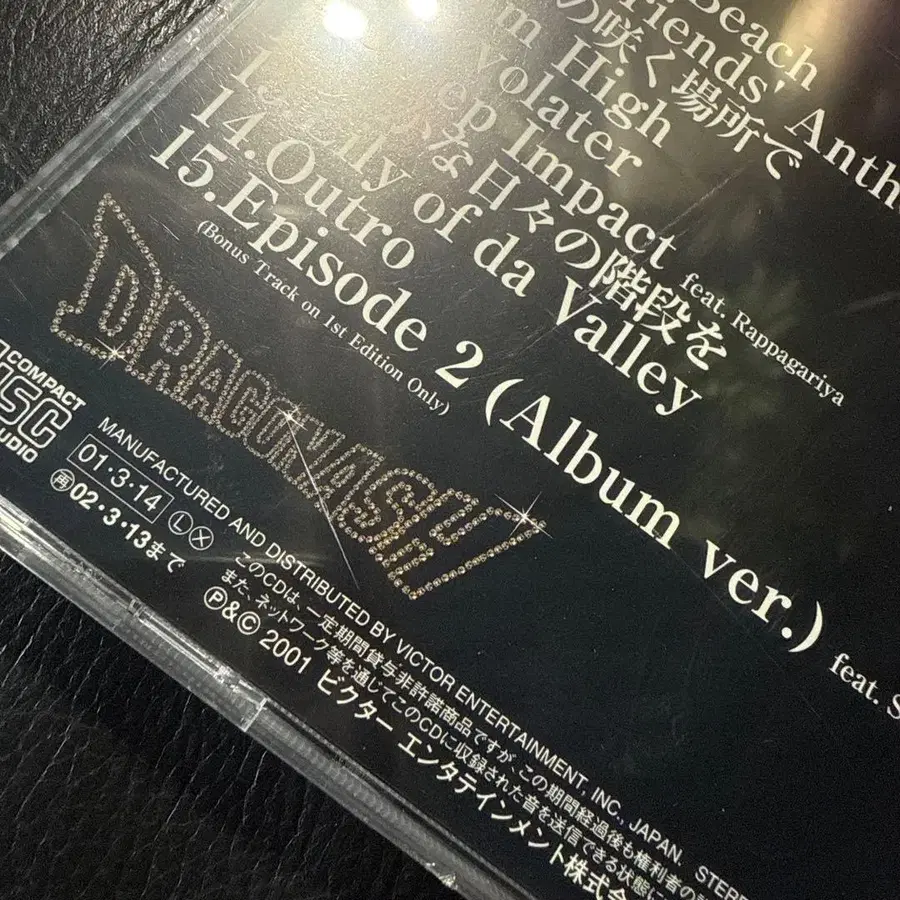 Beach
iends' Anth
の咲く場所で
m High
volater
ep Impact feat. Rappagariya
な日々の階段を
ily of da Valley
14.Outro
15.Episode 2 (Album ver.) feat. S
(Bonus Track on 1st Edition Only)
DRAGON ASH
COMPACT
DISC
AUDIO
01・3・14 L X
再02・3・13まで
MANUFACTURED AND DISTRIBUTED BY VICTOR ENTERTAINMENT, INC., JAPAN. STERE
このCDは、一定期間貸与非許諾商品ですが、この期間経過後も権利者の
また、ネットワーク等を通じてこのCDに収録された音を送信できる状態に
Ⓟ&© 2001 ビクター エンタテインメント株式会